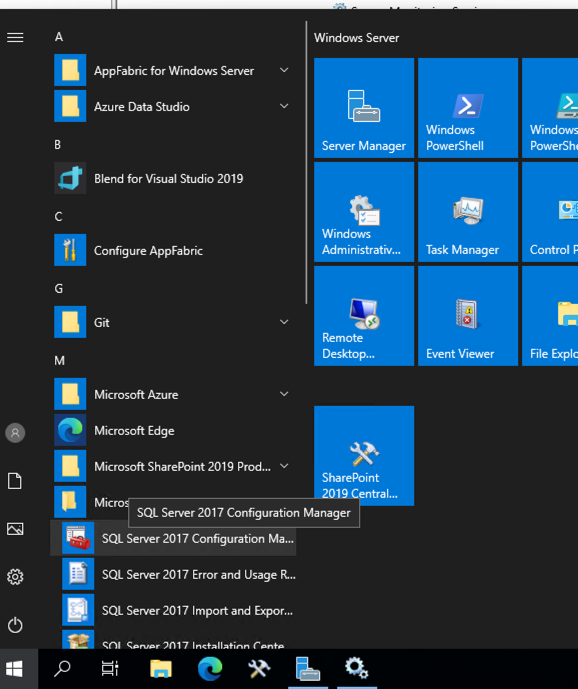 A
AppFabric for Windows Server
Azure Data Studio
B
Blend for Visual Studio 2019
C
Configure AppFabric
G
Git
M
Microsoft Azure
Microsoft Edge
Microsoft SharePoint 2019 Prod...
Micros
SQL Server 2017 Configuration Manager
SQL Server 2017 Configuration Ma...
SQL Server 2017 Error and Usage R...
SQL Server 2017 Import and Expor...
SQL Server 2017 Installation Cente
Windows Server
Server Manager
Windows
PowerShell
Windows
PowerShe
Windows
Administrativ...
Task Manager
Control P
Remote
Desktop...
Event Viewer
File Explo
SharePoint
2019 Central...